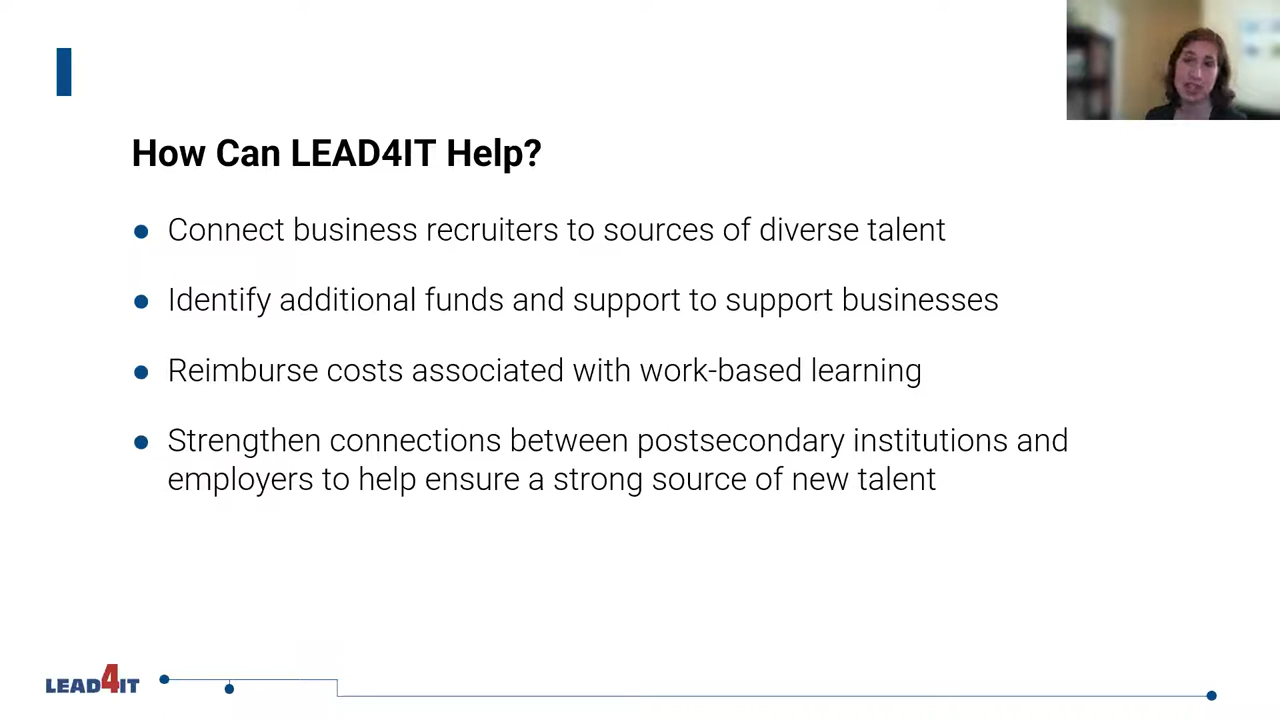 How Can LEAD4IT Help?
Connect business recruiters to sources of diverse talent
Identify additional funds and support to support businesses
Reimburse costs associated with work-based learning
Strengthen connections between postsecondary institutions and
employers to help ensure a strong source of new talent
LEAD4IT